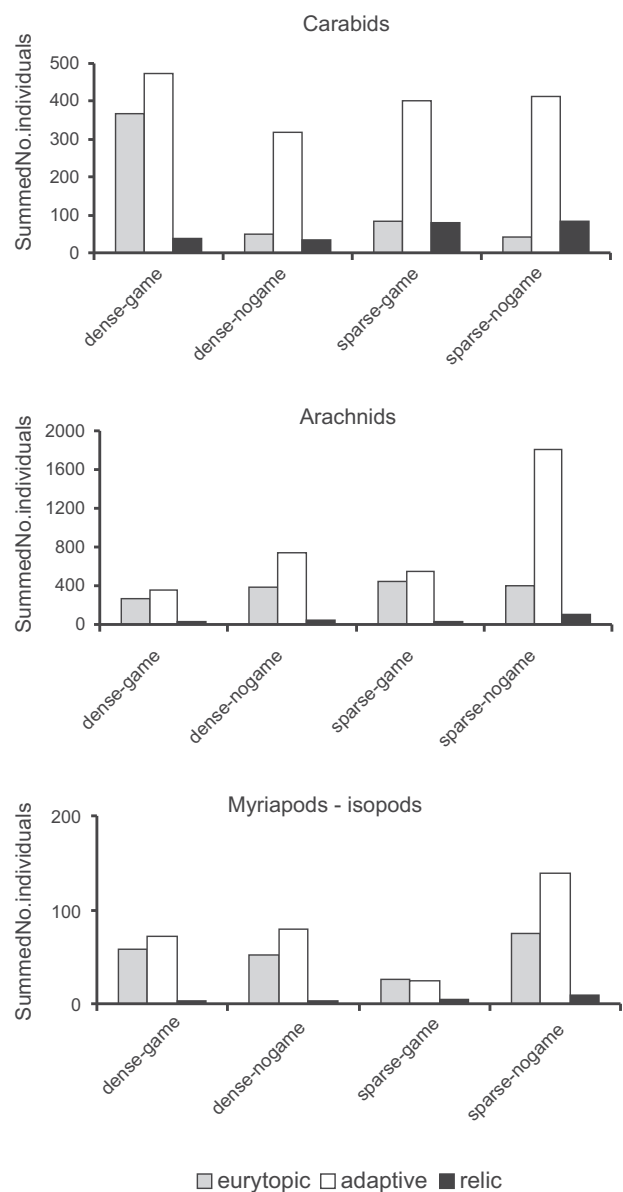 Carabids
SummedNo.individuals
500
400
300
200
100
0
dense-game
dense-nogame
sparse-game
sparse-nogame
Arachnids
SummedNo.individuals
2000
1600
1200
800
400
0
dense-game
dense-nogame
sparse-game
sparse-nogame
Myriapods - isopods
SummedNo.individuals
200
100
0
dense-game
dense-nogame
sparse-game
sparse-nogame
eurytopic adaptive relic